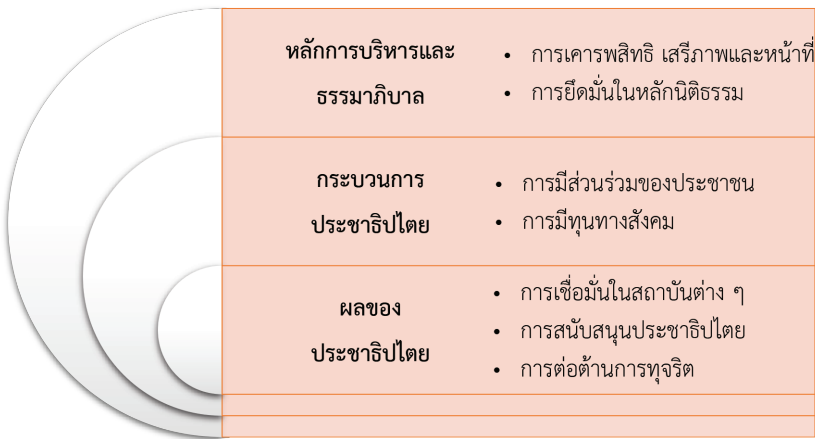 หลักการบริหารและ
ธรรมาภิบาล
• การเคารพสิทธิ เสรีภาพและหน้าที่
• การยึดมั่นในหลักนิติธรรม
กระบวนการ
ประชาธิปไตย
• การมีส่วนร่วมของประชาชน
• การมีทุนทางสังคม
ผลของ
ประชาธิปไตย
• การเชื่อมั่นในสถาบันต่าง ๆ
• การสนับสนุนประชาธิปไตย
• การต่อต้านการทุจริต